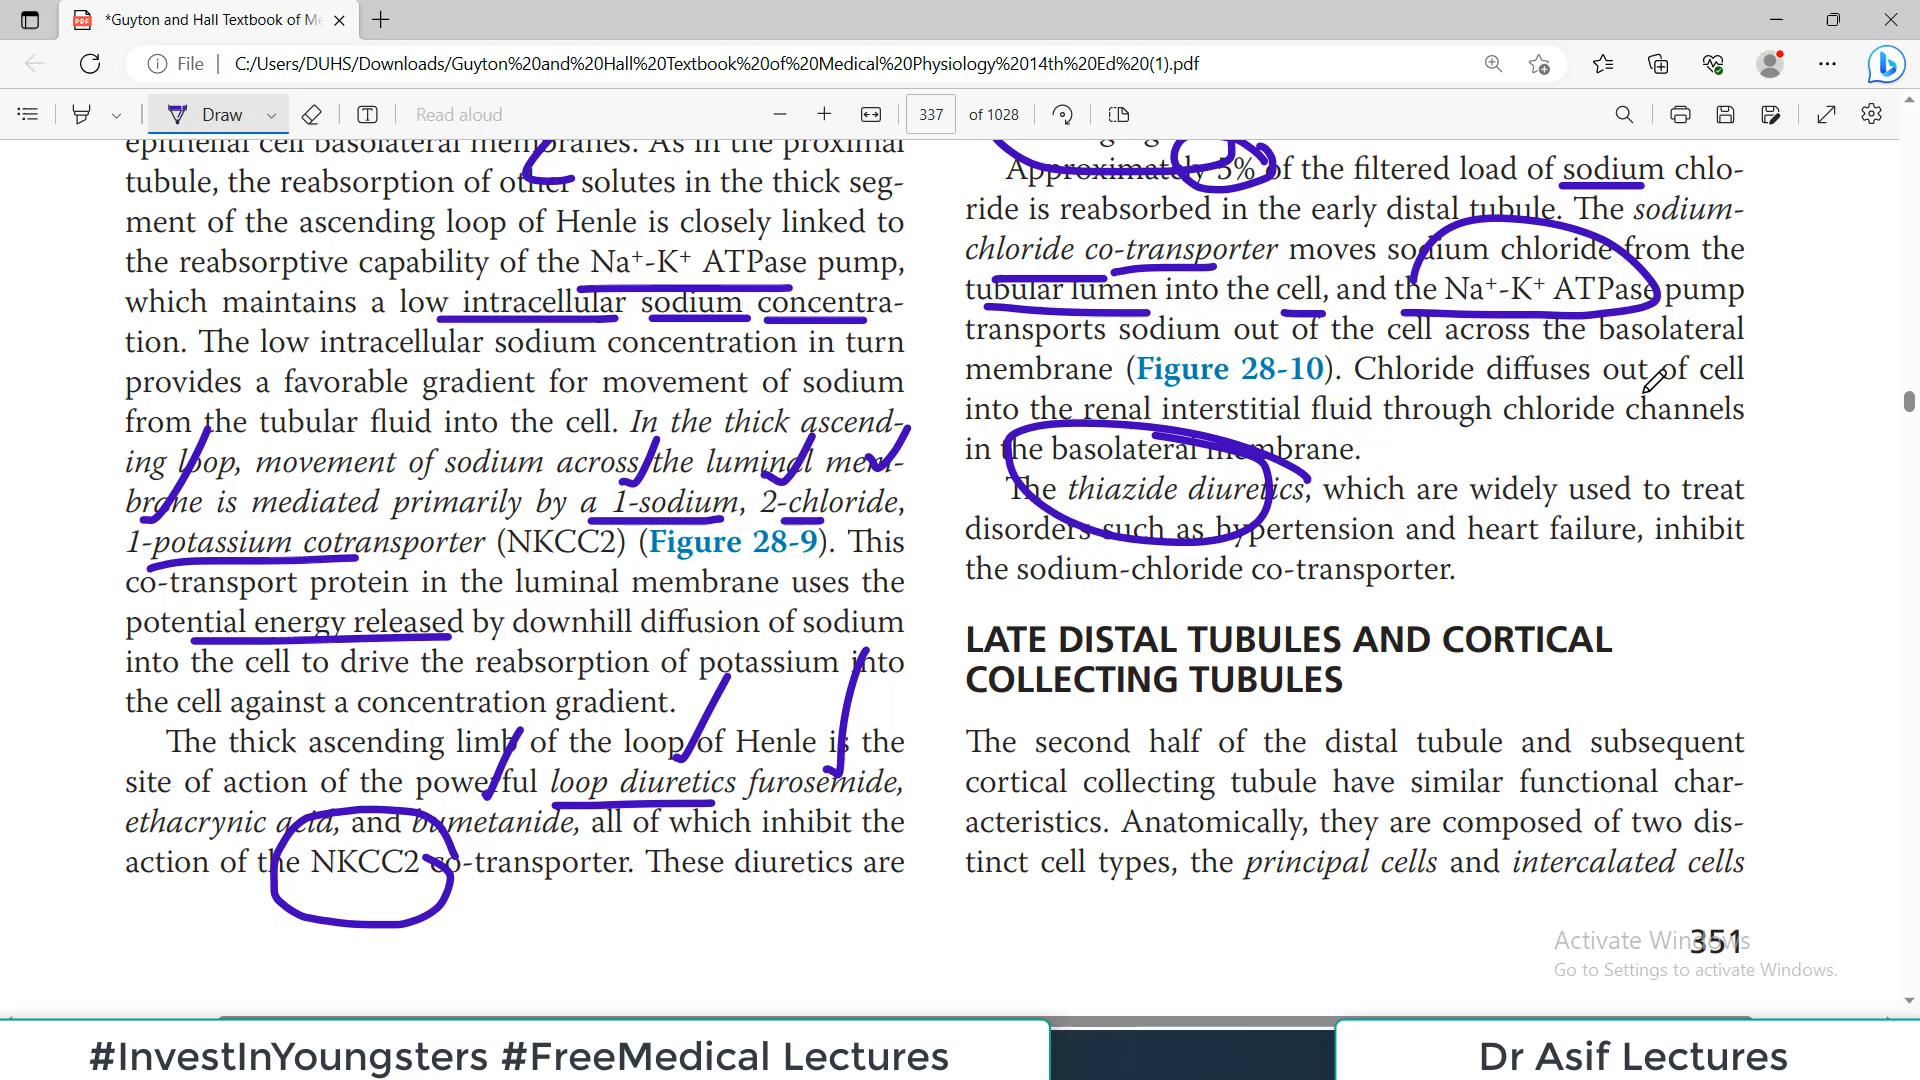 *Guyton and Hall Textbook of Me
File
C:/Users/DUHS/Downloads/Guyton%20and%20Hall%20Textbook%20of%20Medical%20Physiology%2014th%20Ed%20(1).pdf
Draw
Read aloud
337 of 1028
epithelial cell basolateral membranes. As in the proximal
tubule, the reabsorption of other solutes in the thick seg-
ment of the ascending loop of Henle is closely linked to
the reabsorptive capability of the Na⁺-K⁺ ATPase pump,
which maintains a low intracellular sodium concentra-
tion. The low intracellular sodium concentration in turn
provides a favorable gradient for movement of sodium
from the tubular fluid into the cell. In the thick ascend-
ing loop, movement of sodium across the luminal mem-
brane is mediated primarily by a 1-sodium, 2-chloride,
1-potassium cotransporter (NKCC2) (Figure 28-9). This
co-transport protein in the luminal membrane uses the
potential energy released by downhill diffusion of sodium
into the cell to drive the reabsorption of potassium into
the cell against a concentration gradient.
The thick ascending limb of the loop of Henle is the
site of action of the powerful loop diuretics furosemide,
ethacrynic acid, and bumetanide, all of which inhibit the
action of the NKCC2 co-transporter. These diuretics are
Approximately 5% of the filtered load of sodium chlo-
ride is reabsorbed in the early distal tubule. The sodium-
chloride co-transporter moves sodium chloride from the
tubular lumen into the cell, and the Na⁺-K⁺ ATPase pump
transports sodium out of the cell across the basolateral
membrane (Figure 28-10). Chloride diffuses out of cell
into the renal interstitial fluid through chloride channels
in the basolateral membrane.
The thiazide diuretics, which are widely used to treat
disorders such as hypertension and heart failure, inhibit
the sodium-chloride co-transporter.
LATE DISTAL TUBULES AND CORTICAL
COLLECTING TUBULES
The second half of the distal tubule and subsequent
cortical collecting tubule have similar functional char-
acteristics. Anatomically, they are composed of two dis-
tinct cell types, the principal cells and intercalated cells
351
Activate Windows
Go to Settings to activate Windows.
#InvestInYoungsters #FreeMedical Lectures
Dr Asif Lectures